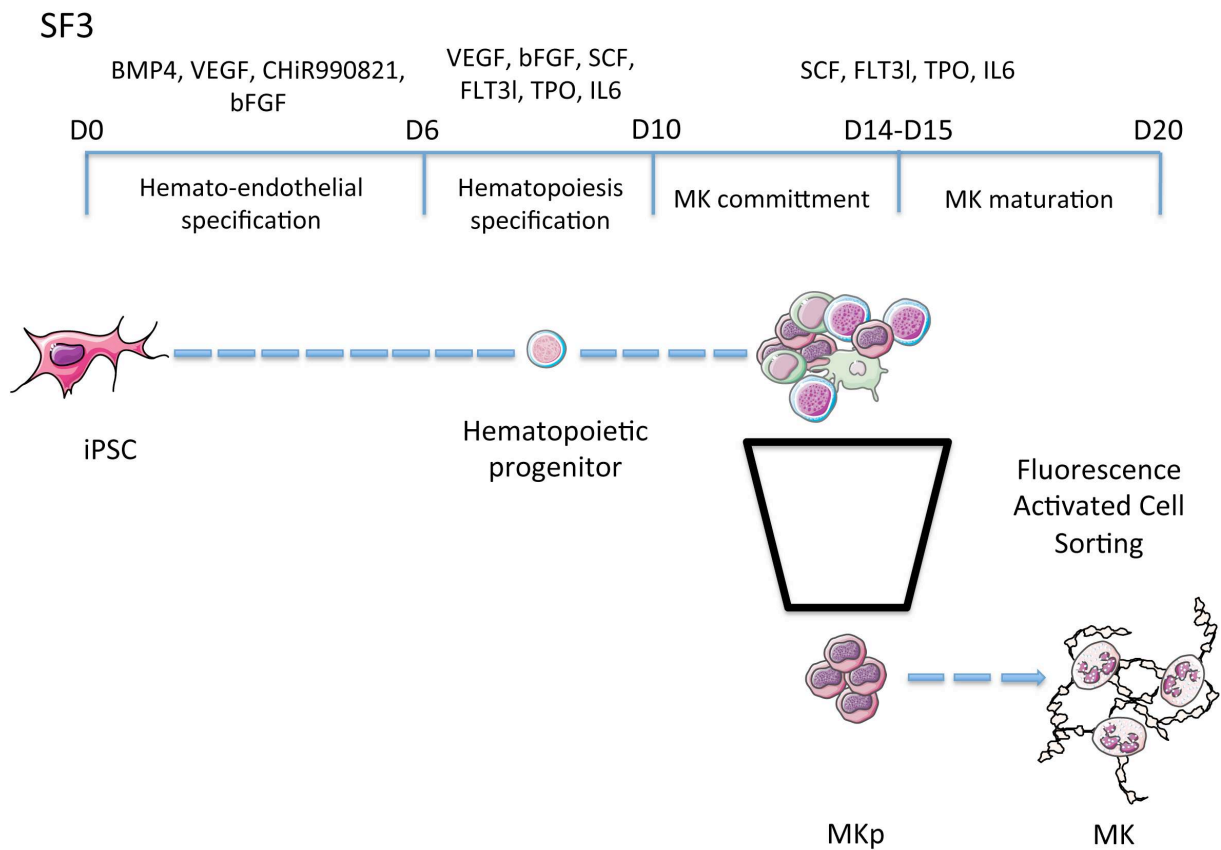 SF3
BMP4, VEGF, CHiR990821,
bFGF
VEGF, bFGF, SCF,
FLT3l, TPO, IL6
SCF, FLT3l, TPO, IL6
D0
D6
D10
D14-D15
D20
Hemato-endothelial
specification
Hematopoiesis
specification
MK committment
MK maturation
iPSC
Hematopoietic
progenitor
Fluorescence
Activated Cell
Sorting
MKp
MK